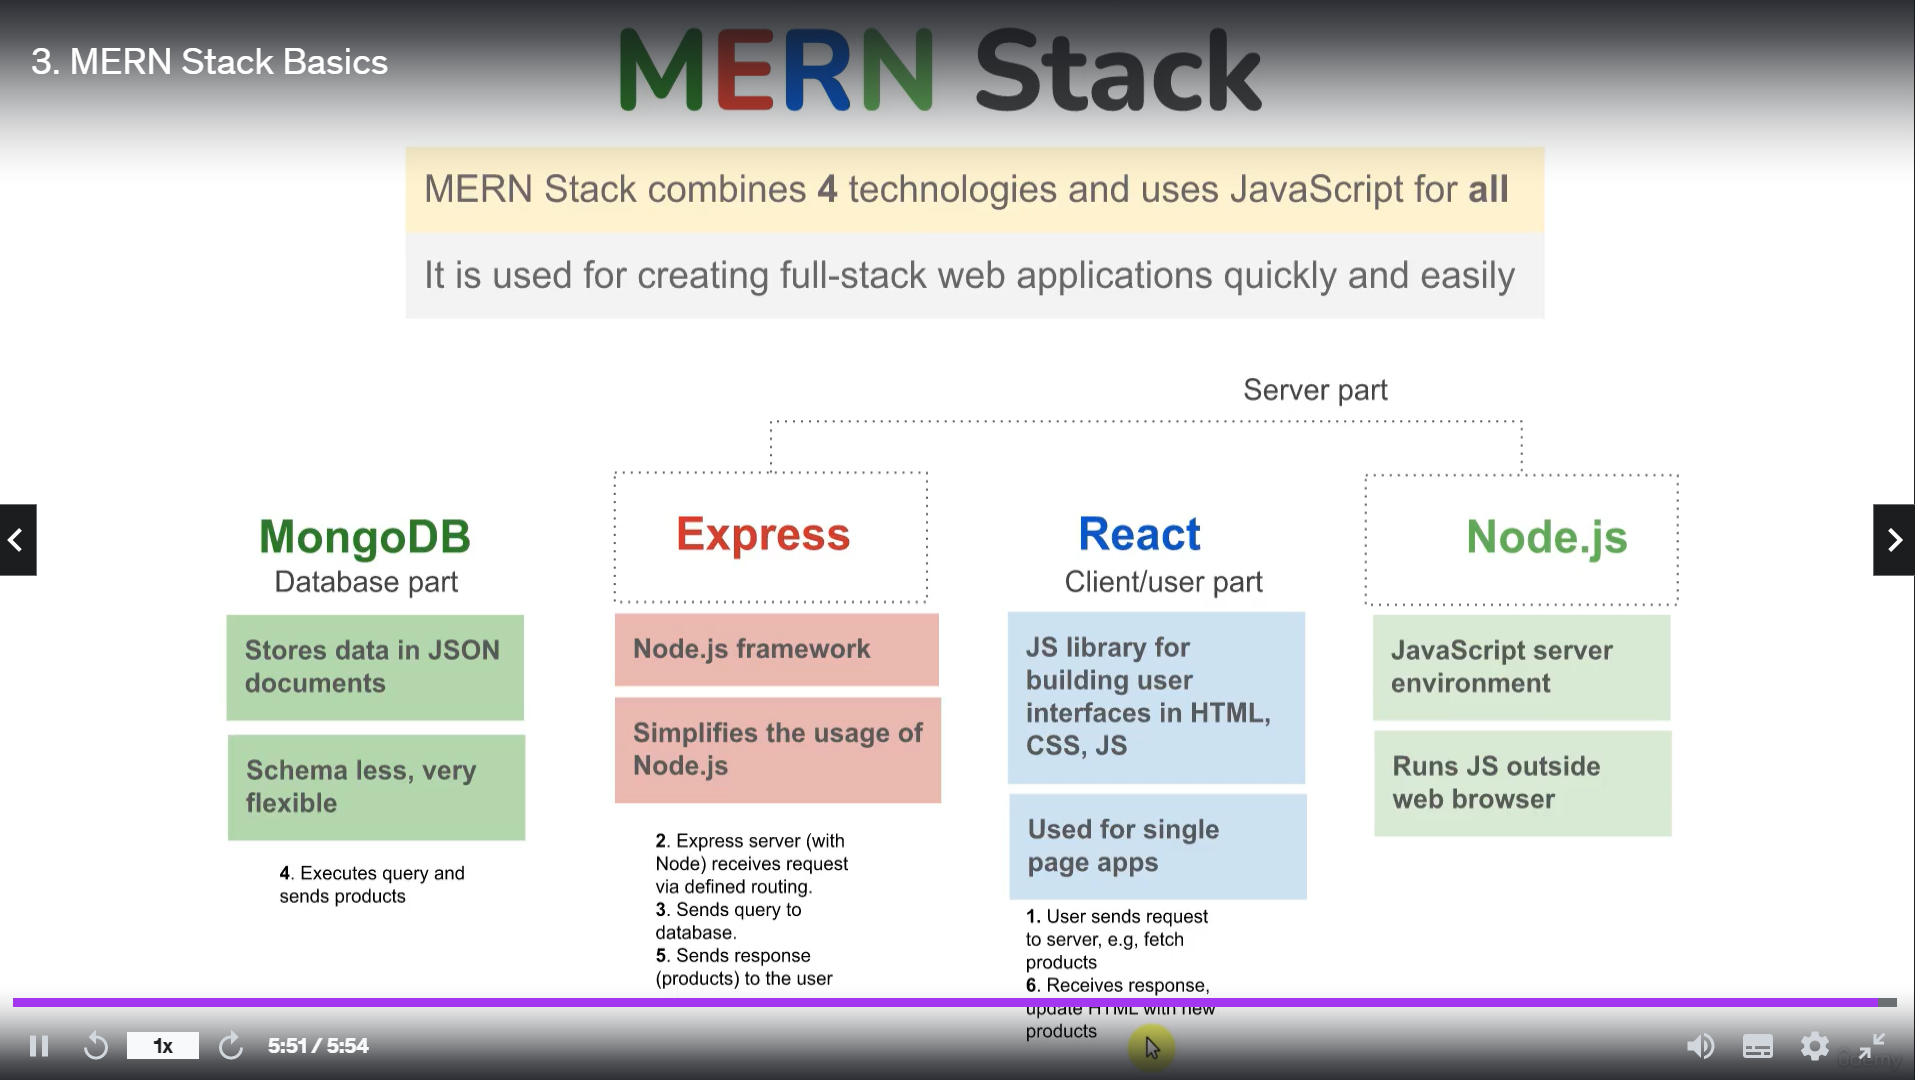 3. MERN Stack Basics
MERN Stack
MERN Stack combines 4 technologies and uses JavaScript for all
It is used for creating full-stack web applications quickly and easily
Server part
MongoDB
Database part
Stores data in JSON
documents
Schema less, very
flexible
4. Executes query and
sends products
Express
Node.js framework
Simplifies the usage of
Node.js
2. Express server (with
Node) receives request
via defined routing.
3. Sends query to
database.
5. Sends response
(products) to the user
React
Client/user part
JS library for
building user
interfaces in HTML,
CSS, JS
Used for single
page apps
1. User sends request
to server, e.g, fetch
products
6. Receives response,
update HTML with new
products
Node.js
JavaScript server
environment
Runs JS outside
web browser
1x
5:51 / 5:54
Udemy